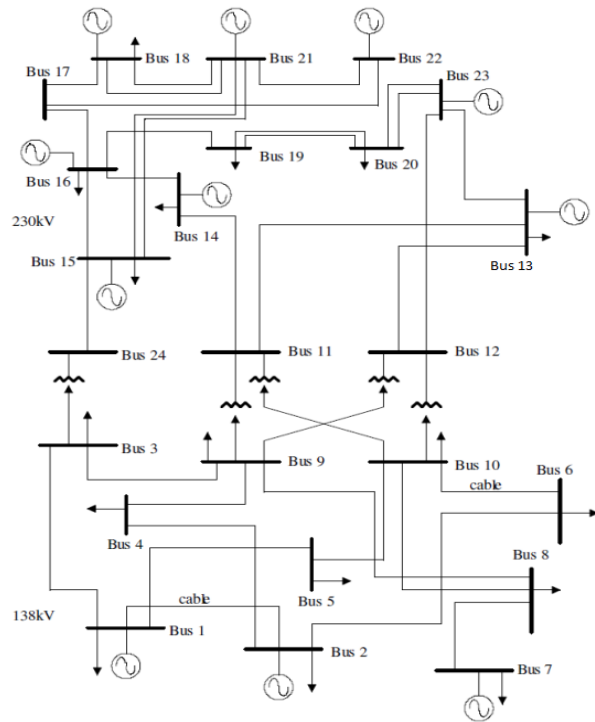 Bus 18
Bus 21
Bus 22
Bus 17
Bus 23
Bus 19
Bus 20
Bus 16
Bus 14
230kV
Bus 15
Bus 13
Bus 24
Bus 11
Bus 12
Bus 3
Bus 9
Bus 10
Bus 6
cable
Bus 4
Bus 8
Bus 5
cable
138kV
Bus 1
Bus 2
Bus 7